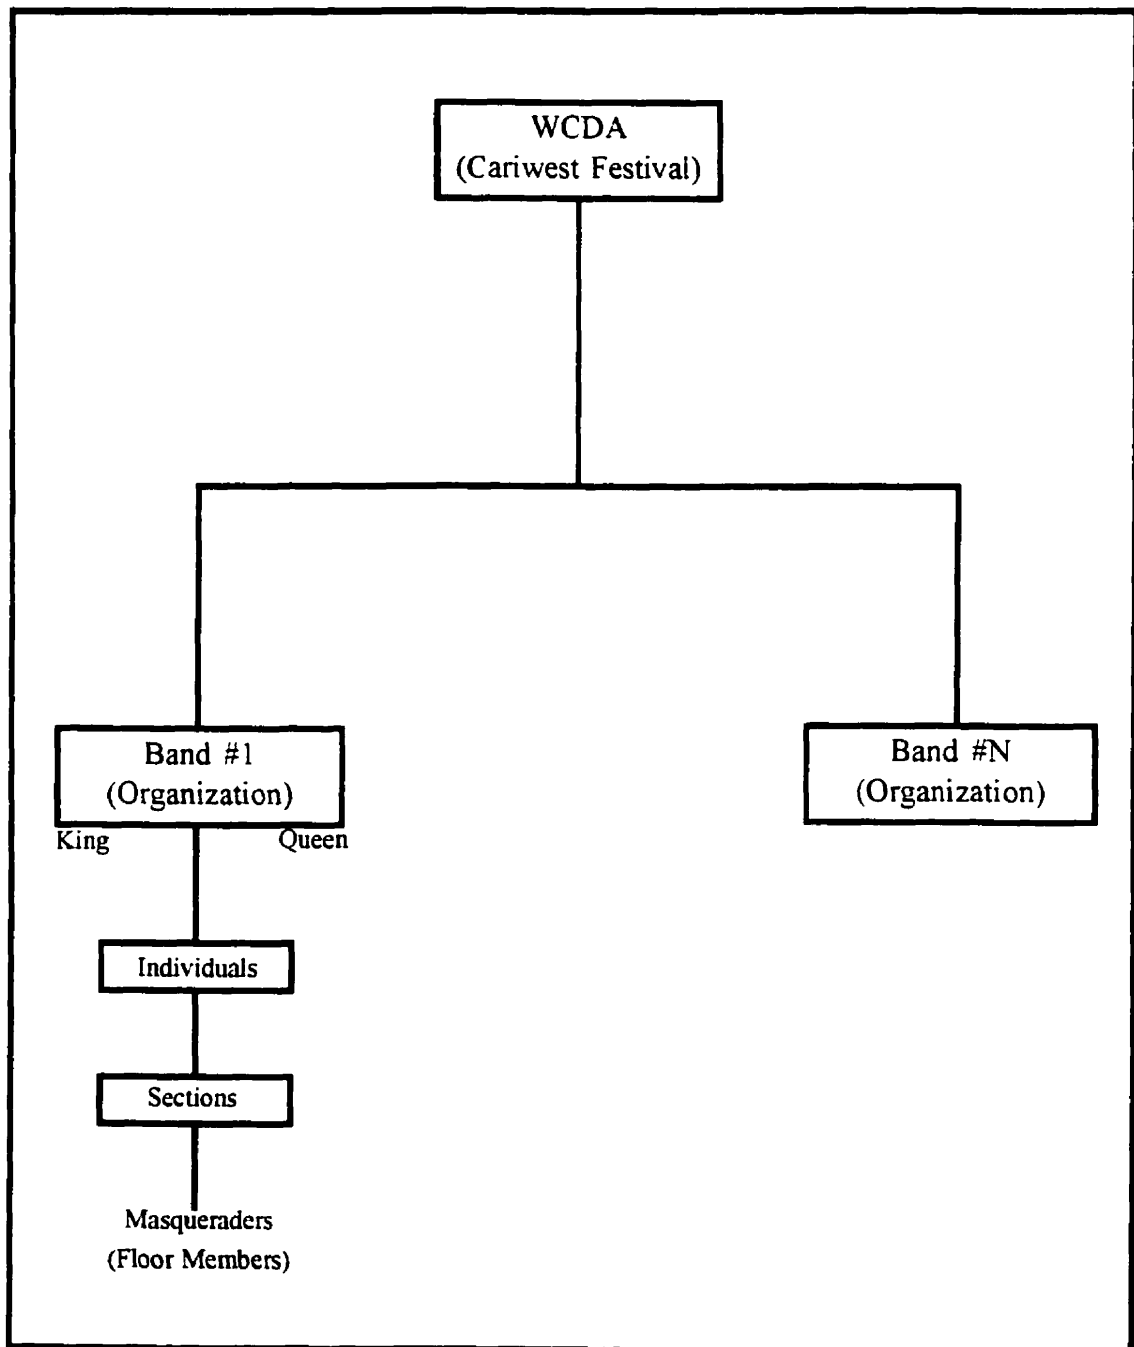 WCDA
(Cariwest Festival)
Band #1
(Organization)
King Queen
Band #N
(Organization)
Individuals
Sections
Masqueraders
(Floor Members)